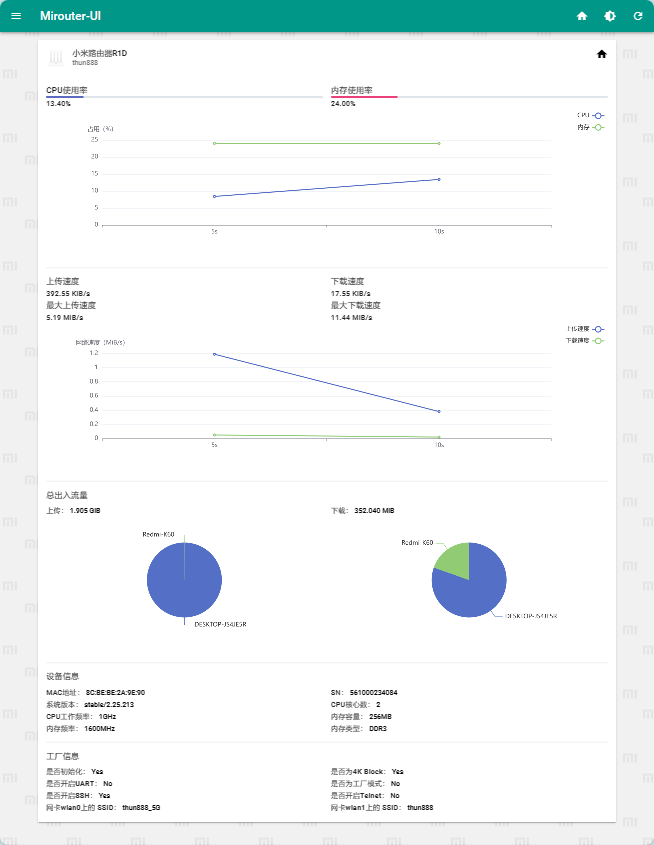 Mirouter-UI
小米路由器R1D
thun888
CPU使用率
13.40%
内存使用率
24.00%
CPU
内存
占用（%）
25
20
15
10
5
0
5s
10s
上传速度
392.55 KiB/s
最大上传速度
5.19 MiB/s
下载速度
17.55 KiB/s
最大下载速度
11.44 MiB/s
上传速度
下载速度
网络速度（MiB/s）
1.2
1
0.8
0.6
0.4
0.2
0
5s
10s
总出入流量
上传： 1.905 GiB
下载： 352.040 MiB
Redmi-K60
DESKTOP-JS4JE5R
Redmi-K60
DESKTOP-JS4JE5R
设备信息
MAC地址： 8C:BE:BE:2A:9E:90
SN： 561000234084
系统版本： stable/2.25.213
CPU核心数： 2
CPU工作频率： 1GHz
内存容量： 256MB
内存频率： 1600MHz
内存类型： DDR3
工厂信息
是否初始化： Yes
是否为4K Block： Yes
是否开启UART： No
是否为工厂模式： No
是否开启SSH： Yes
是否开启Telnet： No
网卡wlan0上的 SSID： thun888_5G
网卡wlan1上的 SSID： thun888